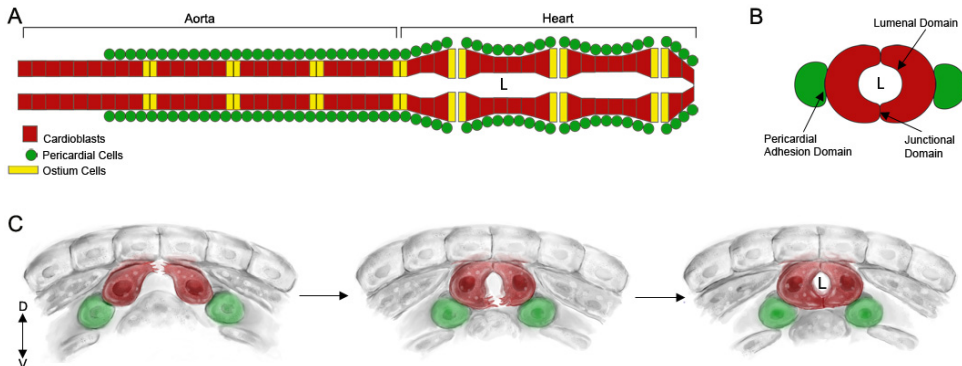 A
Aorta
Heart
L
Cardioblasts
Pericardial Cells
Ostium Cells
B
Lumenal Domain
L
Pericardial
Adhesion Domain
Junctional
Domain
C
D
V
L